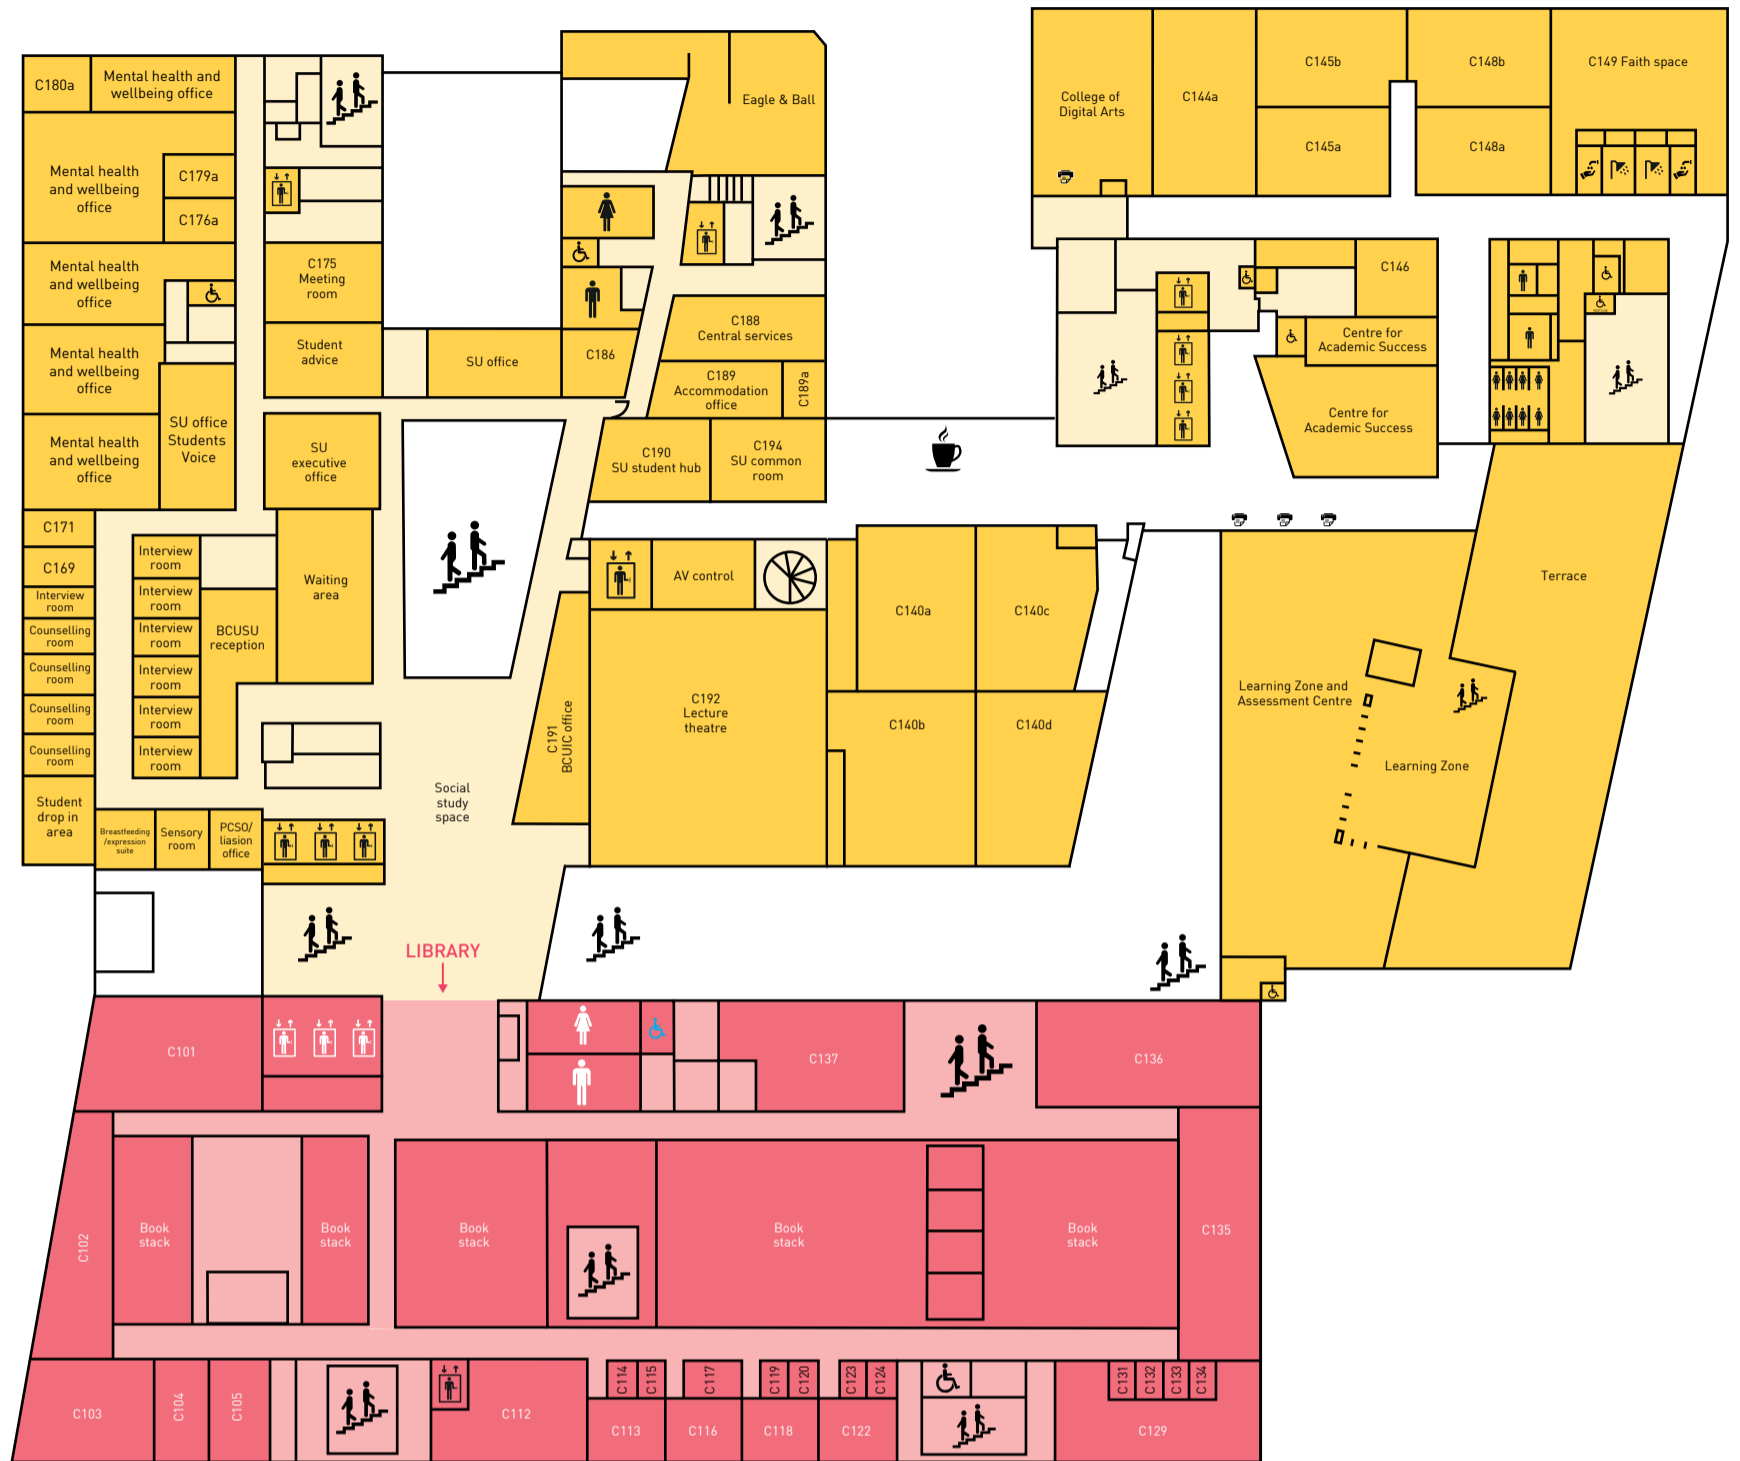 C180a
Mental health and
wellbeing office
Mental health
and wellbeing
office
C179a
C176a
Mental health
and wellbeing
office
Mental health
and wellbeing
office
Mental health
and wellbeing
office
SU office
Students
Voice
C175
Meeting
room
Student
advice
SU office
C186
SU
executive
office
Eagle & Ball
C188
Central services
C189
Accommodation
office
C189a
C190
SU student hub
C194
SU common
room
College of
Digital Arts
C144a
C145b
C145a
C148b
C148a
C149 Faith space
C146
Centre for
Academic Success
Centre for
Academic Success
C171
C169
Interview
room
Counselling
room
Counselling
room
Counselling
room
Counselling
room
Student
drop in
area
Interview
room
Interview
room
Interview
room
Interview
room
Interview
room
Interview
room
BCUSU
reception
Waiting
area
Breastfeeding
/expression
suite
Sensory
room
PCSO/
liasion
office
Social
study
space
C191
BCUIC office
AV control
C192
Lecture
theatre
C140a
C140c
C140b
C140d
Learning Zone and
Assessment Centre
Learning Zone
Terrace
LIBRARY
C101
C137
C136
C102
Book
stack
Book
stack
Book
stack
Book
stack
Book
stack
C135
C103
C104
C105
C112
C114
C115
C113
C117
C116
C119
C120
C118
C123
C124
C122
C131
C132
C133
C134
C129